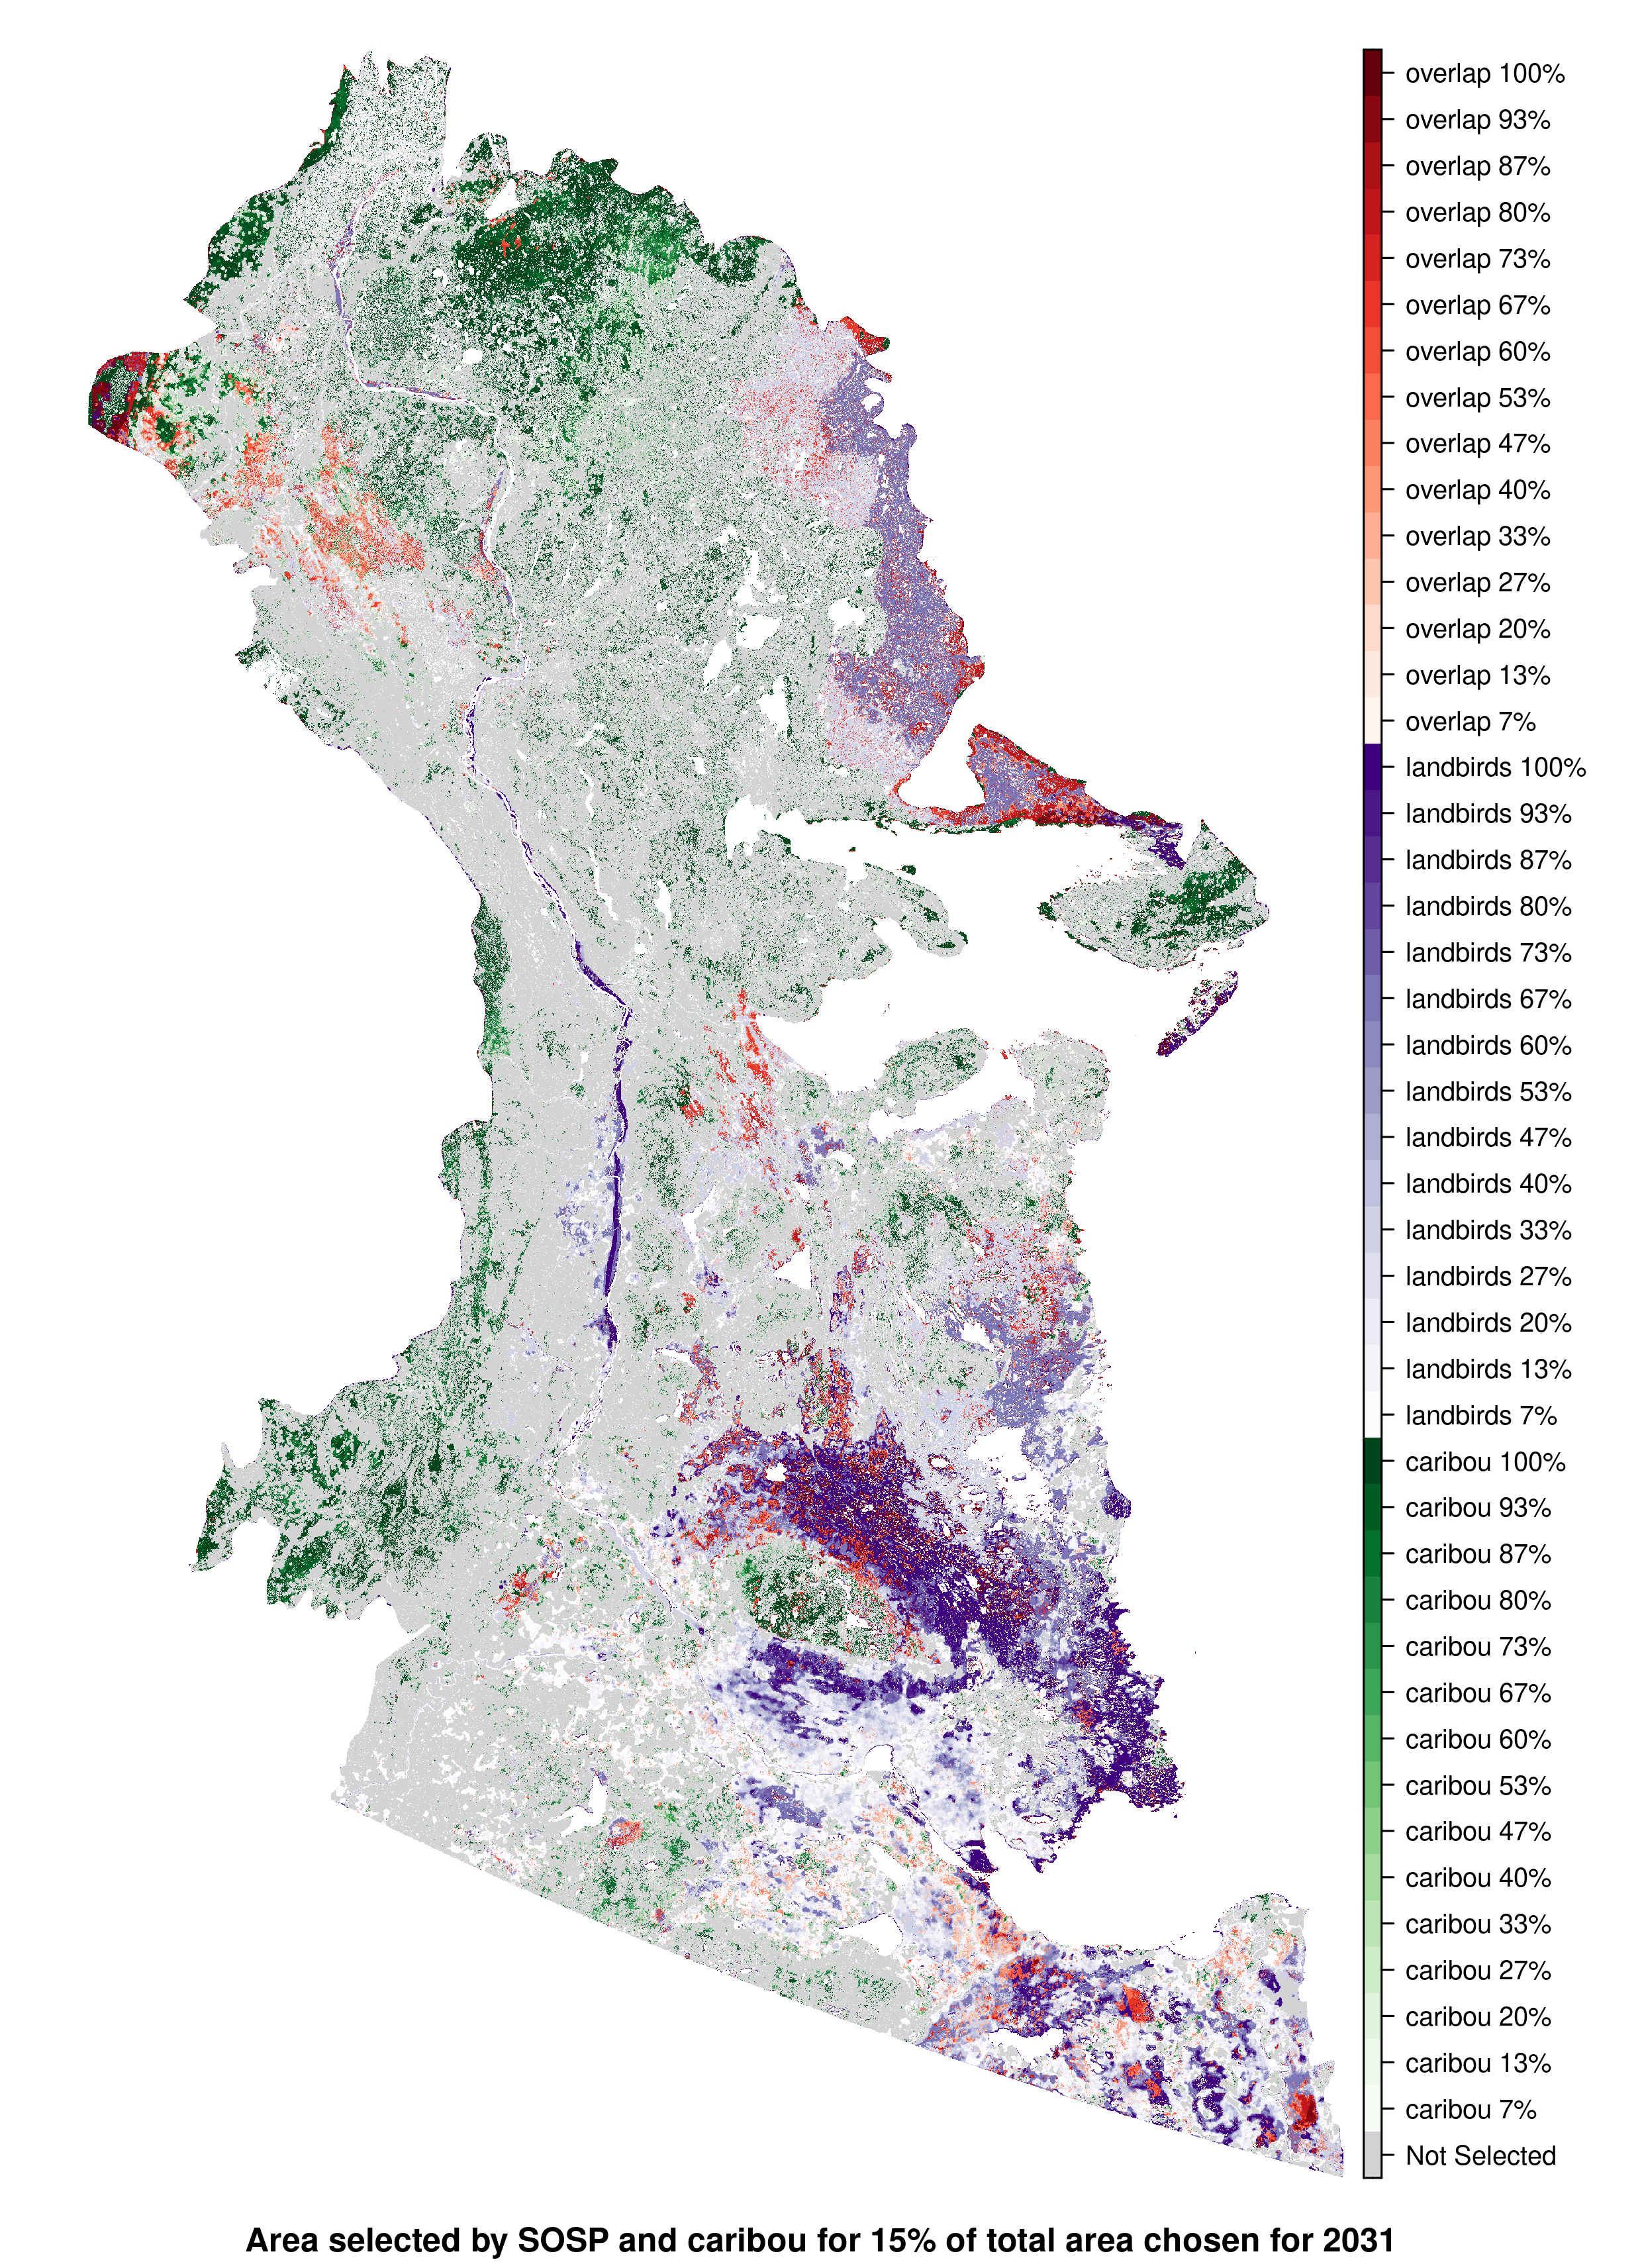 overlap 100%
overlap 93%
overlap 87%
overlap 80%
overlap 73%
overlap 67%
overlap 60%
overlap 53%
overlap 47%
overlap 40%
overlap 33%
overlap 27%
overlap 20%
overlap 13%
overlap 7%
landbirds 100%
landbirds 93%
landbirds 87%
landbirds 80%
landbirds 73%
landbirds 67%
landbirds 60%
landbirds 53%
landbirds 47%
landbirds 40%
landbirds 33%
landbirds 27%
landbirds 20%
landbirds 13%
landbirds 7%
caribou 100%
caribou 93%
caribou 87%
caribou 80%
caribou 73%
caribou 67%
caribou 60%
caribou 53%
caribou 47%
caribou 40%
caribou 33%
caribou 27%
caribou 20%
caribou 13%
caribou 7%
Not Selected
Area selected by SOSP and caribou for 15% of total area chosen for 2031